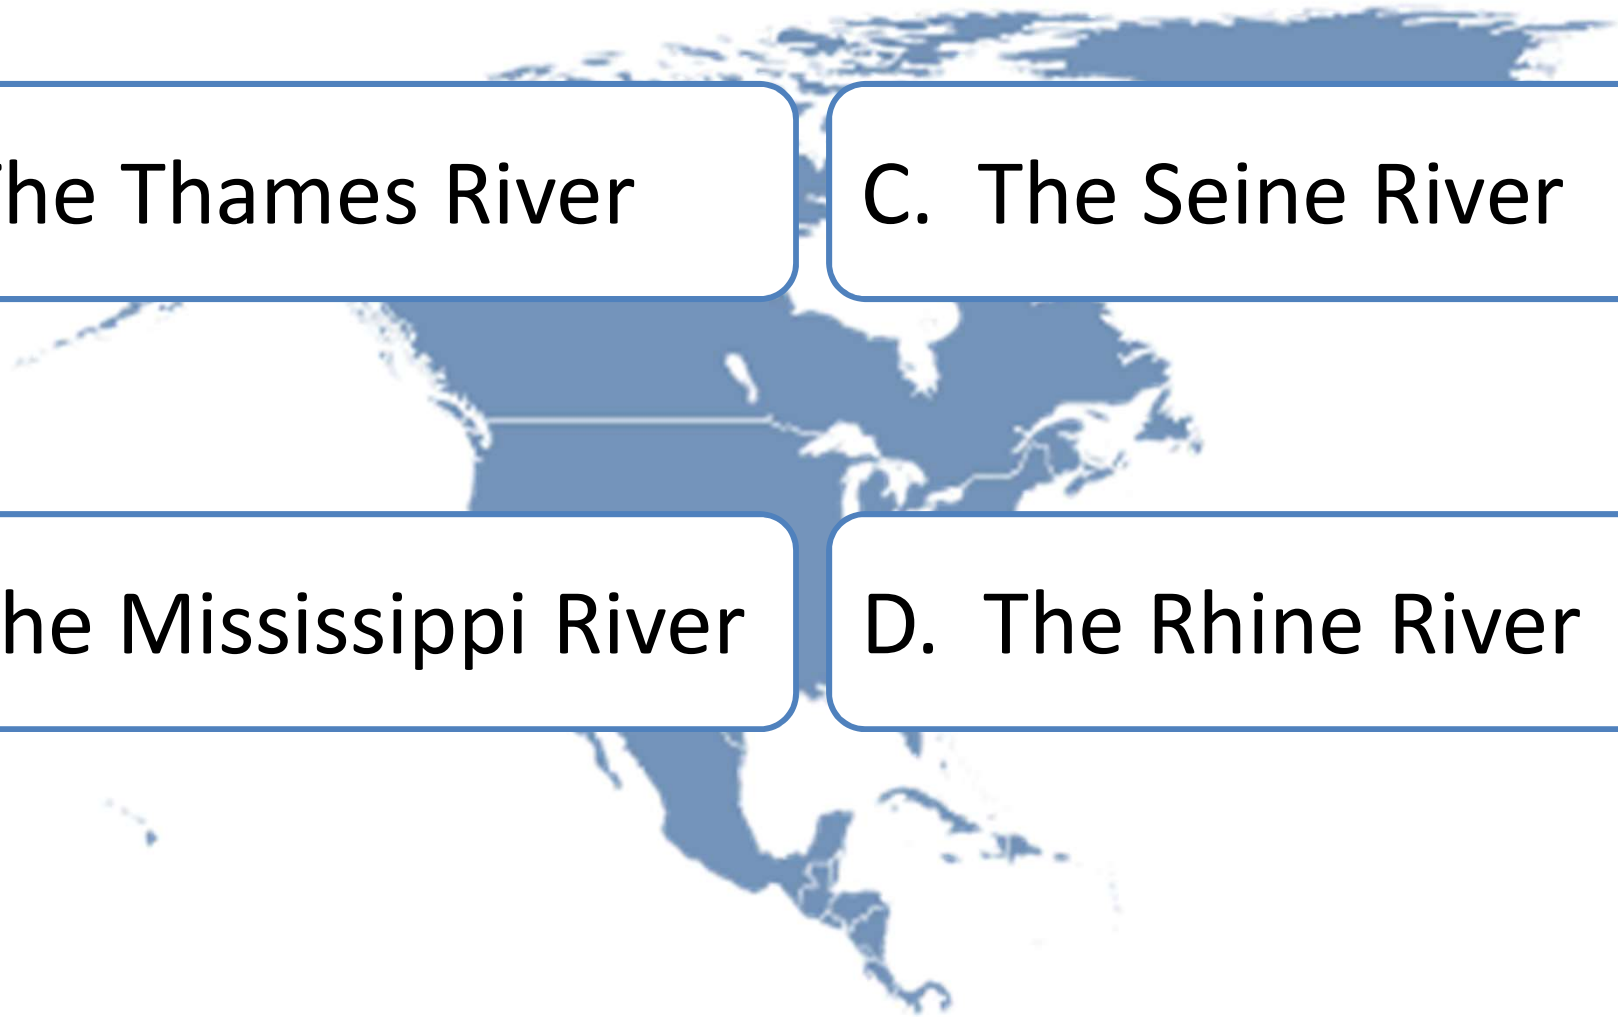 he Thames River
C. The Seine River
he Mississippi River
D. The Rhine River